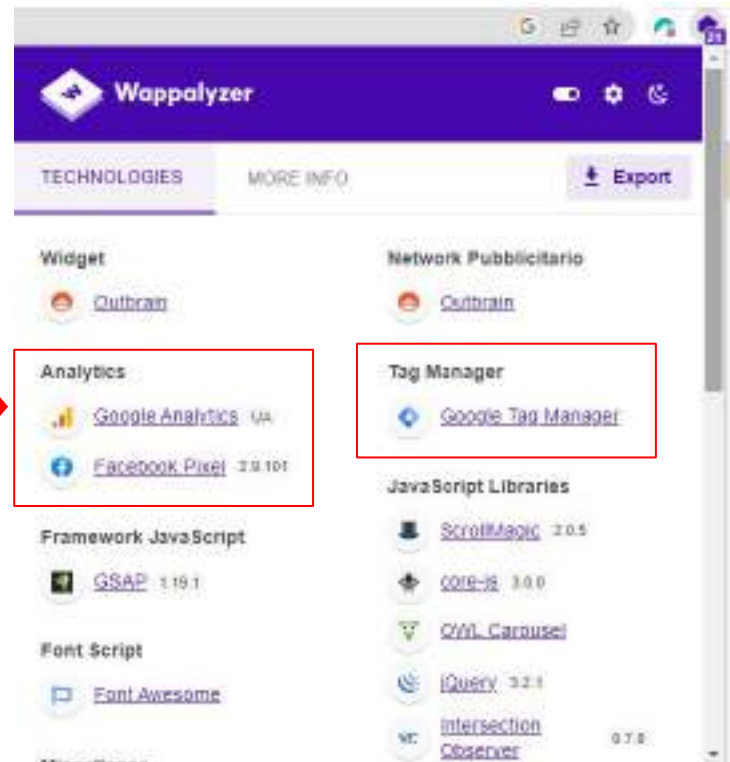 Wappalyzer
TECHNOLOGIES
MORE INFO
Export
Widget
Outbrain
Analytics
Google Analytics UA
Facebook Pixel 2.9.101
Framework JavaScript
GSAP 1.19.1
Font Script
Font Awesome
Network Pubblicitario
Outbrain
Tag Manager
Google Tag Manager
JavaScript Libraries
ScrollMagic 2.0.5
core-js 3.0.0
OWL Carousel
jQuery 3.2.1
Intersection
Observer 0.7.0